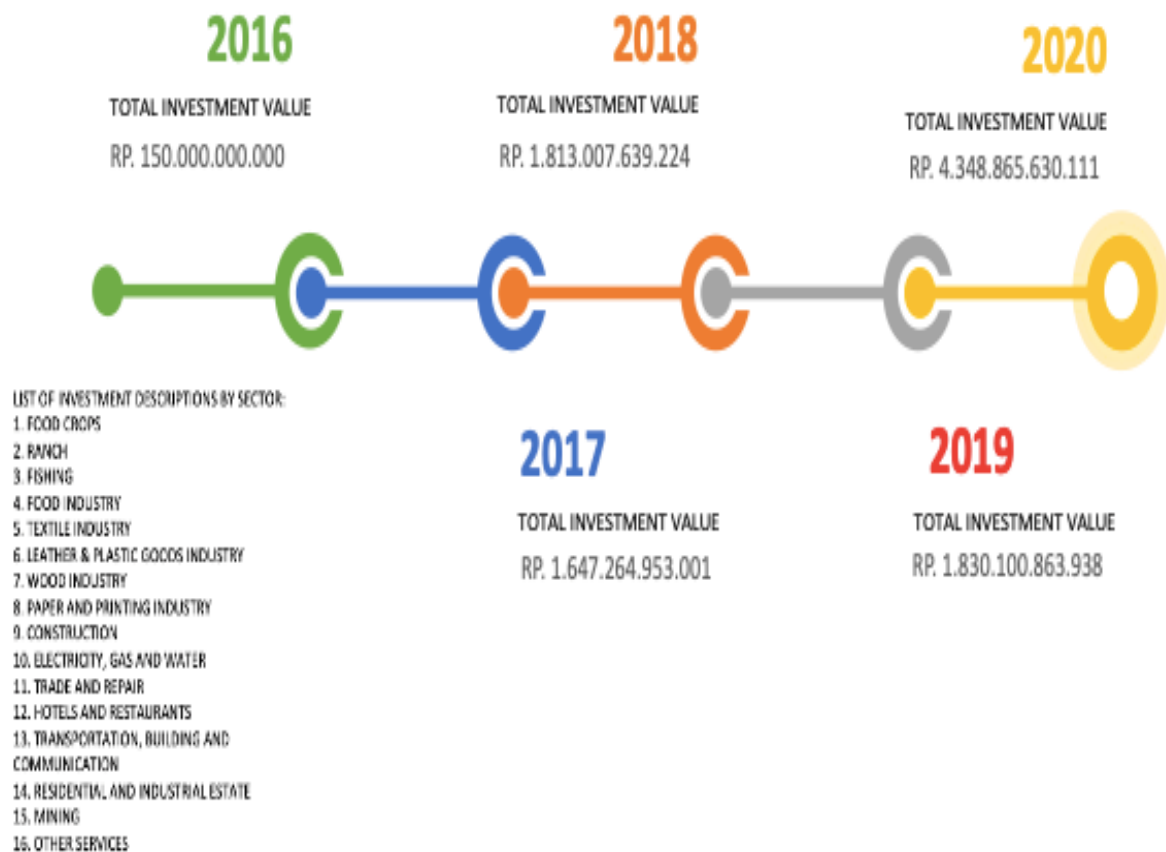 2016
TOTAL INVESTMENT VALUE
RP. 150.000.000.000
2018
TOTAL INVESTMENT VALUE
RP. 1.813.007.639.224
2020
TOTAL INVESTMENT VALUE
RP. 4.348.865.630.111
LIST OF INVESTMENT DESCRIPTIONS BY SECTOR:
1. FOOD CROPS
2. RANCH
3. FISHING
4. FOOD INDUSTRY
5. TEXTILE INDUSTRY
6. LEATHER & PLASTIC GOODS INDUSTRY
7. WOOD INDUSTRY
8. PAPER AND PRINTING INDUSTRY
9. CONSTRUCTION
10. ELECTRICITY, GAS AND WATER
11. TRADE AND REPAIR
12. HOTELS AND RESTAURANTS
13. TRANSPORTATION, BUILDING AND
COMMUNICATION
14. RESIDENTIAL AND INDUSTRIAL ESTATE
15. MINING
16. OTHER SERVICES
2017
TOTAL INVESTMENT VALUE
RP. 1.647.264.953.001
2019
TOTAL INVESTMENT VALUE
RP. 1.830.100.863.938